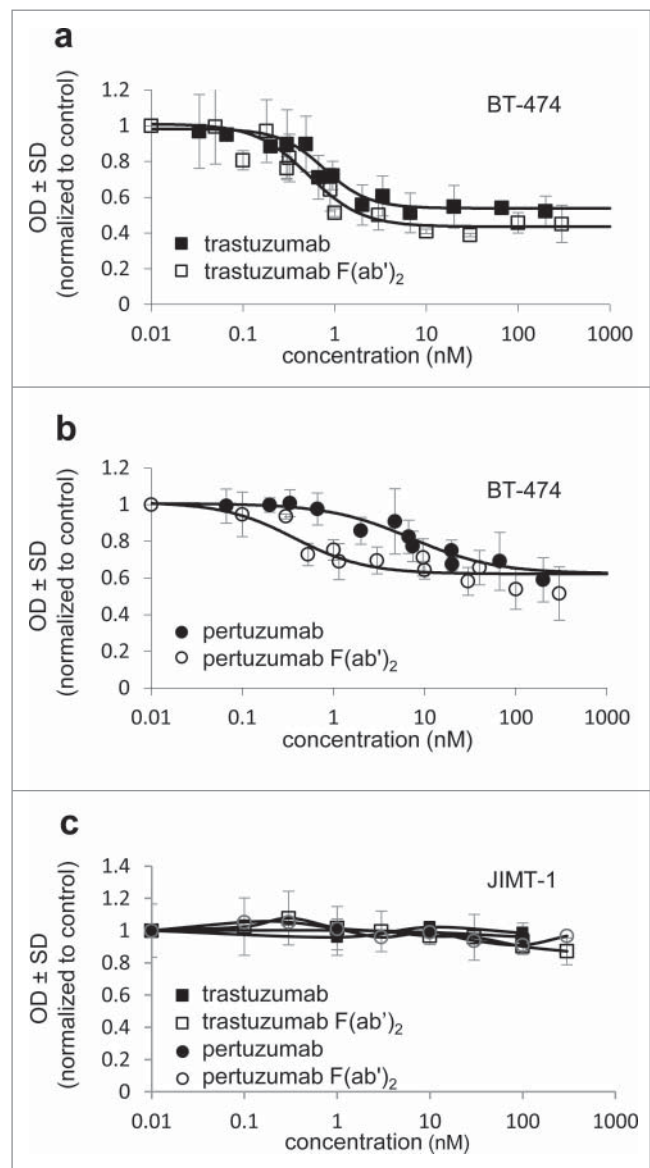 a
BT-474
OD ± SD
(normalized to control)
1.2
1
0.8
0.6
0.4
0.2
0
trastuzumab
trastuzumab F(ab')₂
0.01 0.1 1 10 100 1000
concentration (nM)
b
BT-474
OD ± SD
(normalized to control)
1.2
1
0.8
0.6
0.4
0.2
0
pertuzumab
pertuzumab F(ab')₂
0.01 0.1 1 10 100 1000
concentration (nM)
c
JIMT-1
OD ± SD
(normalized to control)
1.4
1.2
1
0.8
0.6
0.4
0.2
0
trastuzumab
trastuzumab F(ab')₂
pertuzumab
pertuzumab F(ab')₂
0.01 0.1 1 10 100 1000
concentration (nM)